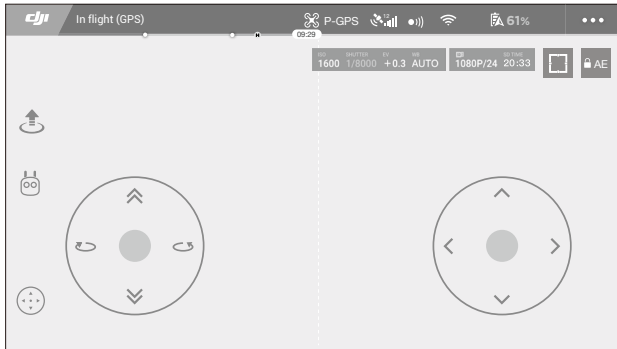 dji In flight (GPS) P-GPS 12 61% •••
09:29
ISO SHUTTER EV WB SD TIME
1600 1/8000 +0.3 AUTO 1080P/24 20:33 AE